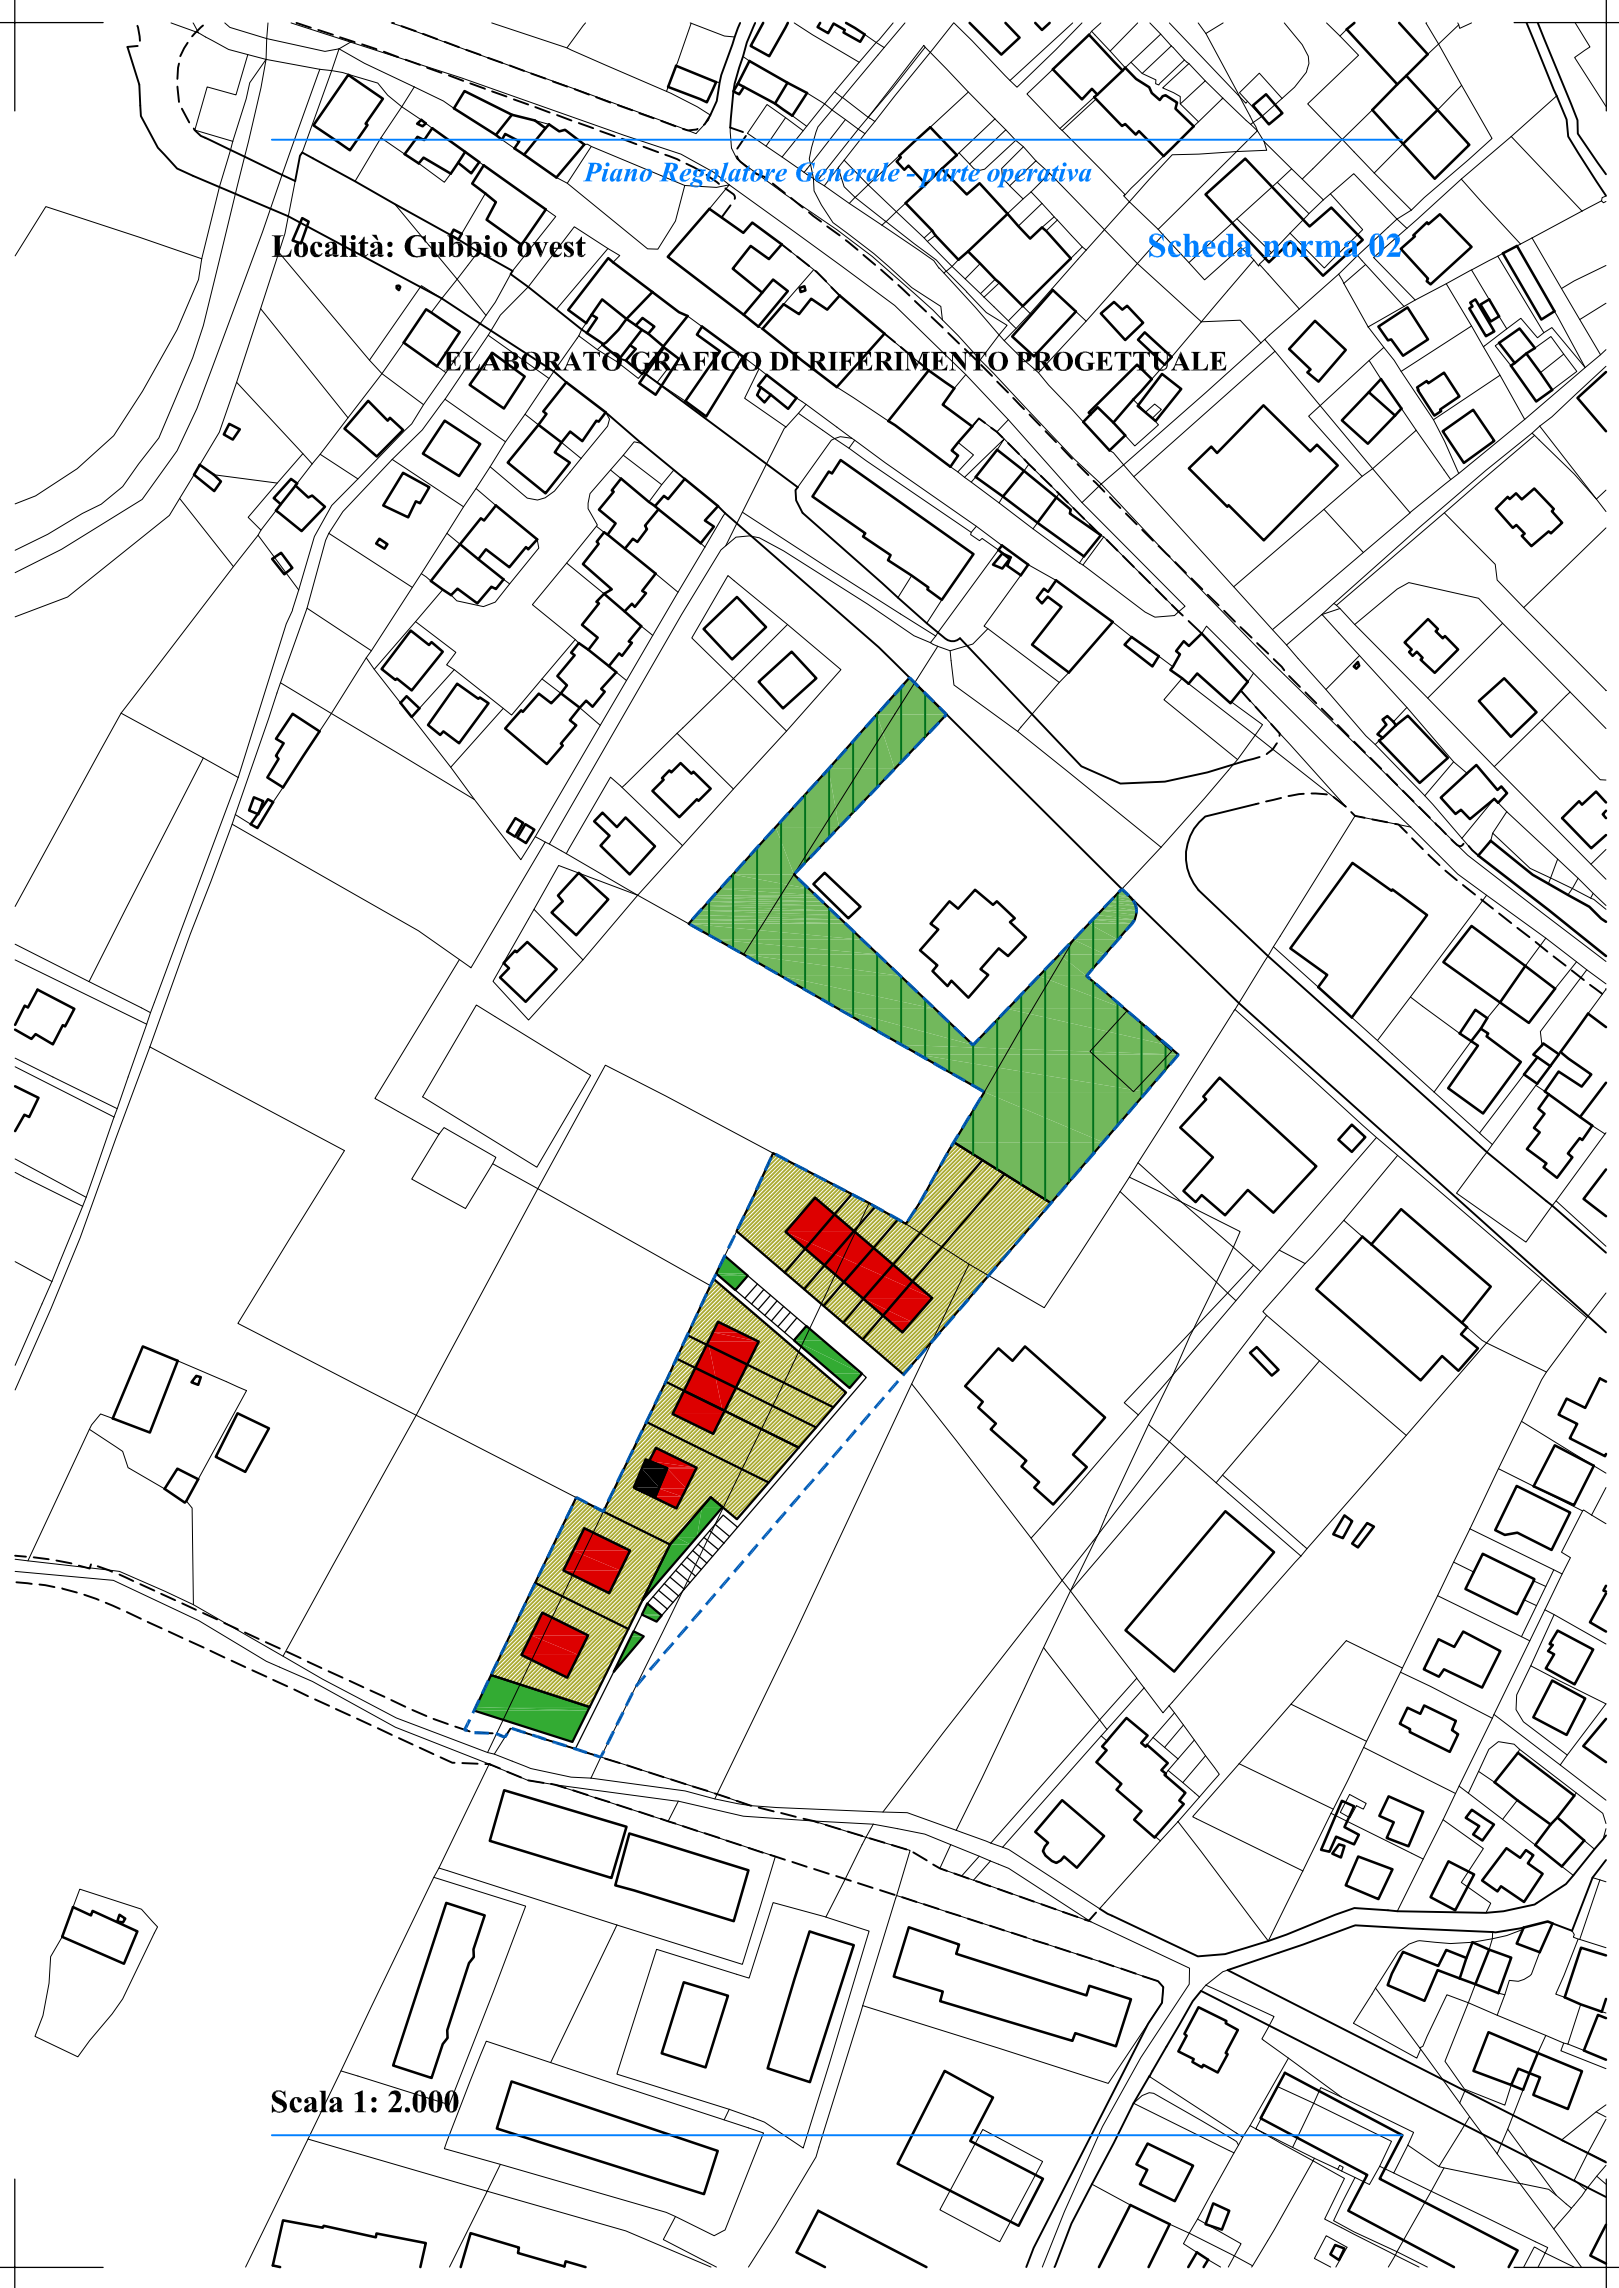 Piano Regolatore Generale - parte operativa
Località: Gubbio ovest Scheda norma 02
ELABORATO GRAFICO DI RIFERIMENTO PROGETTUALE
Scala 1: 2.000